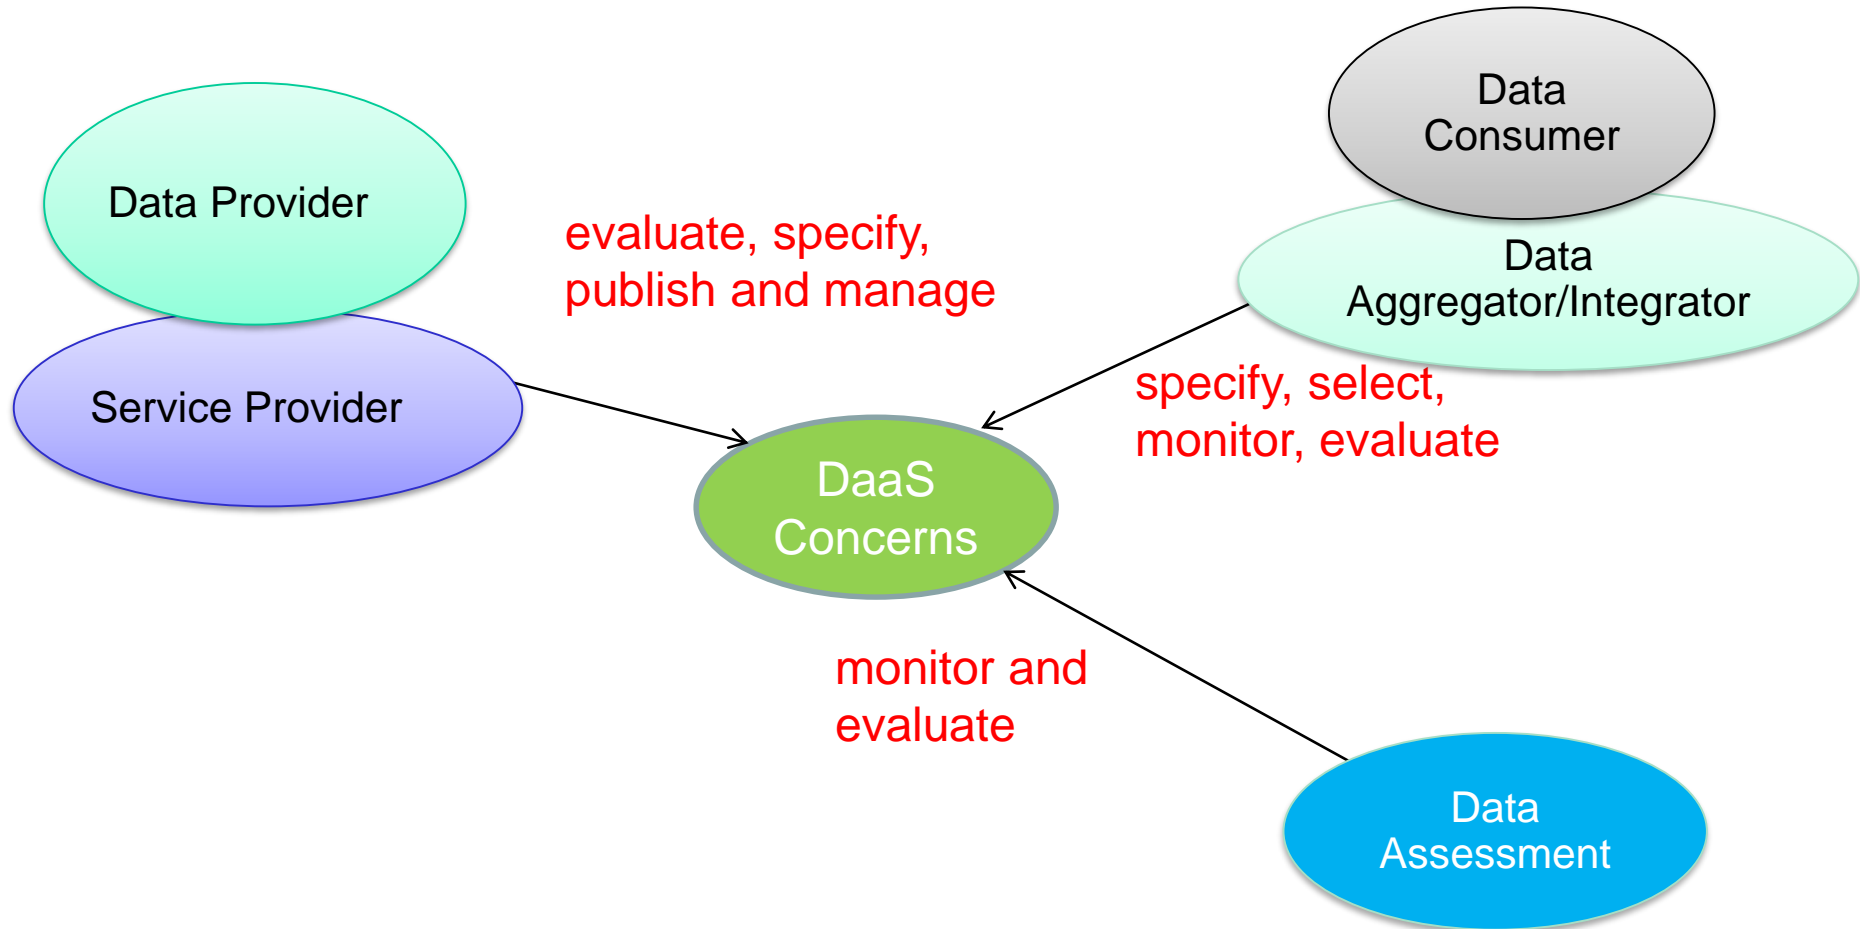 Data Provider
Service Provider
evaluate, specify,
publish and manage
Data
Consumer
Data
Aggregator/Integrator
specify, select,
monitor, evaluate
DaaS
Concerns
monitor and
evaluate
Data
Assessment